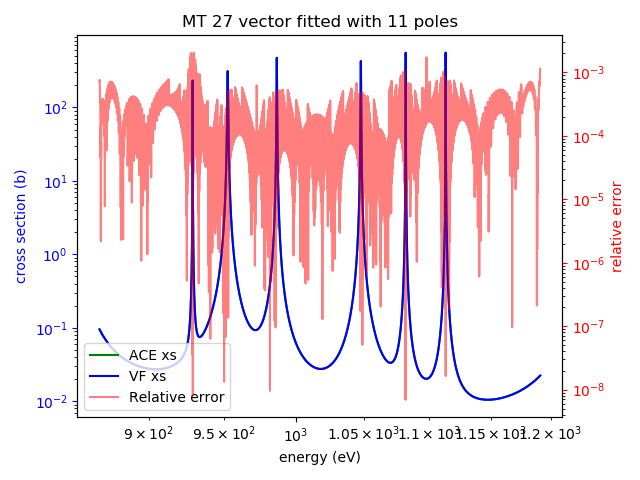 MT 27 vector fitted with 11 poles
10²
10¹
10⁰
10⁻¹
10⁻²
cross section (b)
10⁻³
10⁻⁴
10⁻⁵
10⁻⁶
10⁻⁷
10⁻⁸
relative error
ACE xs
VF xs
Relative error
9 × 10² 9.5 × 10² 10³ 1.05 × 10³ 1.1 × 10³ 1.15 × 10³ 1.2 × 10³
energy (eV)